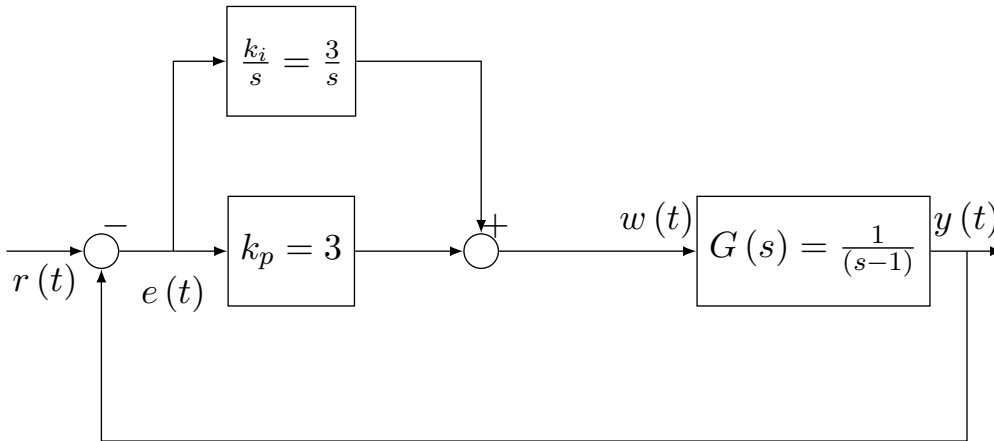 k_i/s = 3/s
−
+
w(t)
y(t)
k_p = 3
G(s) = 1/(s−1)
r(t)
e(t)